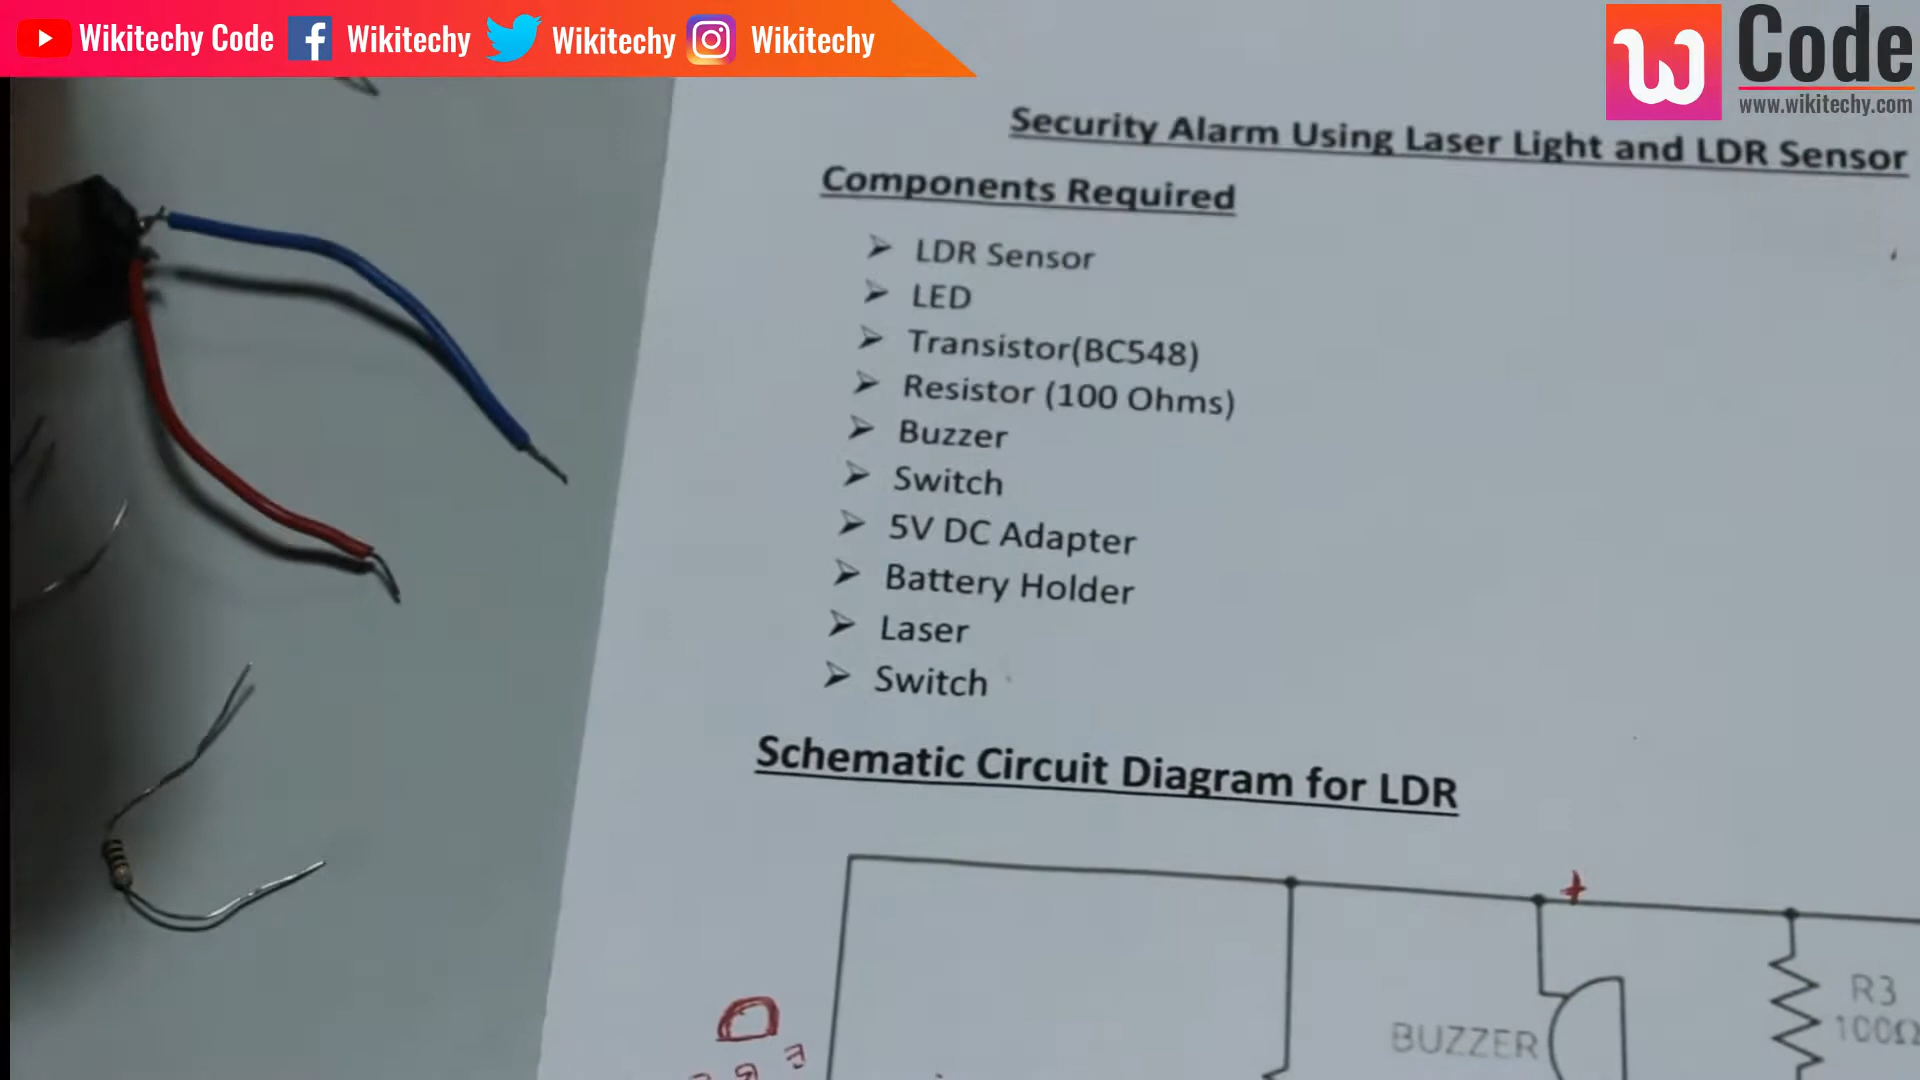 Wikitechy Code Wikitechy Wikitechy Wikitechy
W Code
www.wikitechy.com
Security Alarm Using Laser Light and LDR Sensor
Components Required
➢ LDR Sensor
➢ LED
➢ Transistor(BC548)
➢ Resistor (100 Ohms)
➢ Buzzer
➢ Switch
➢ 5V DC Adapter
➢ Battery Holder
➢ Laser
➢ Switch
Schematic Circuit Diagram for LDR
+
R3
100Ω
BUZZER
E